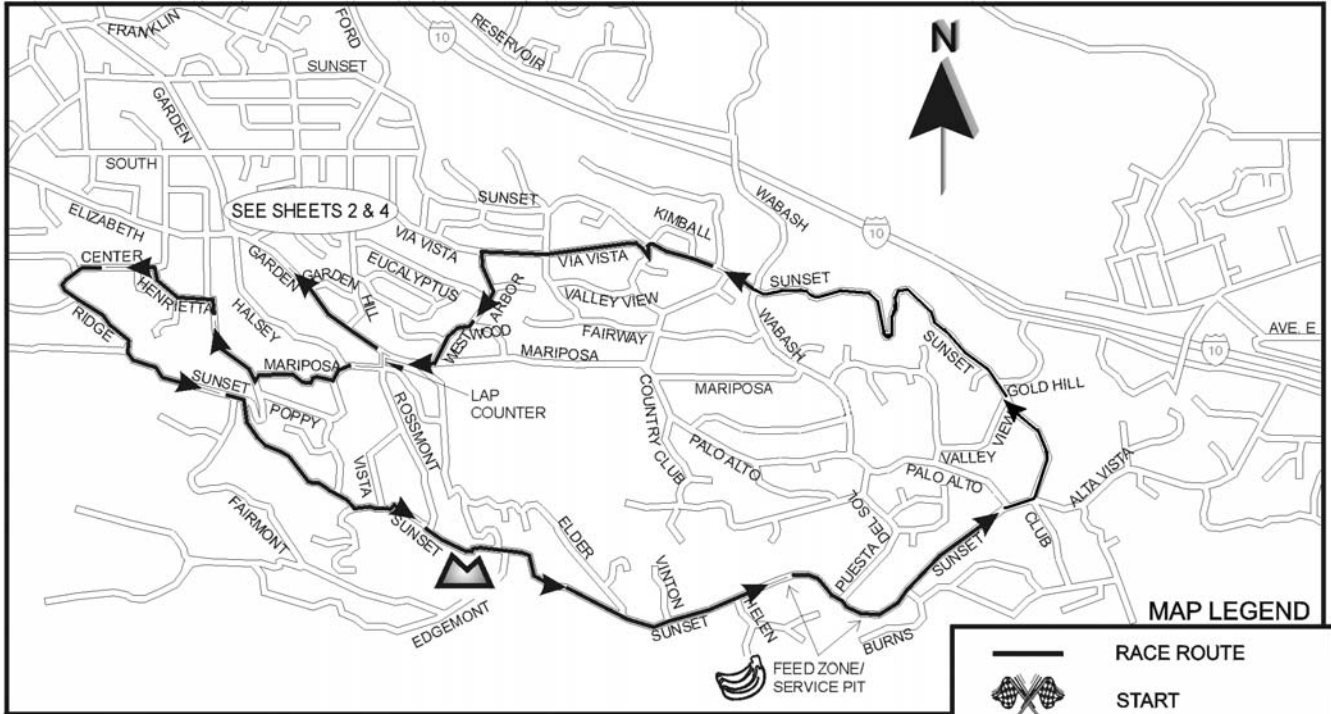 FRANKLIN
FORD
10
RESERVOIR
SUNSET
GARDEN
N
SOUTH
SEE SHEETS 2 & 4
SUNSET
KIMBALL
WABASH
ELIZABETH
VIA VISTA
10
CENTER
GARDEN
GARDEN
HILL
EUCALYPTUS
VIA VISTA
SUNSET
HENRIETTA
HALSEY
ARBOR
WESTWOOD
VALLEY VIEW
FAIRWAY
WABASH
RIDGE
MARIPOSA
MARIPOSA
SUNSET
AVE. E
10
SUNSET
MARIPOSA
GOLD HILL
POPPY
ROSSMONT
LAP
COUNTER
COUNTRY CLUB
VIEW
VALLEY
VISTA
PALO ALTO
PALO ALTO
ALTA VISTA
FAIRMONT
SUNSET
DEL SOL
CLUB
ELDER
PUESTA
SUNSET
VINTON
EDGEMONT
SUNSET
HELEN
BURNS
MAP LEGEND
FEED ZONE/
SERVICE PIT
RACE ROUTE
START